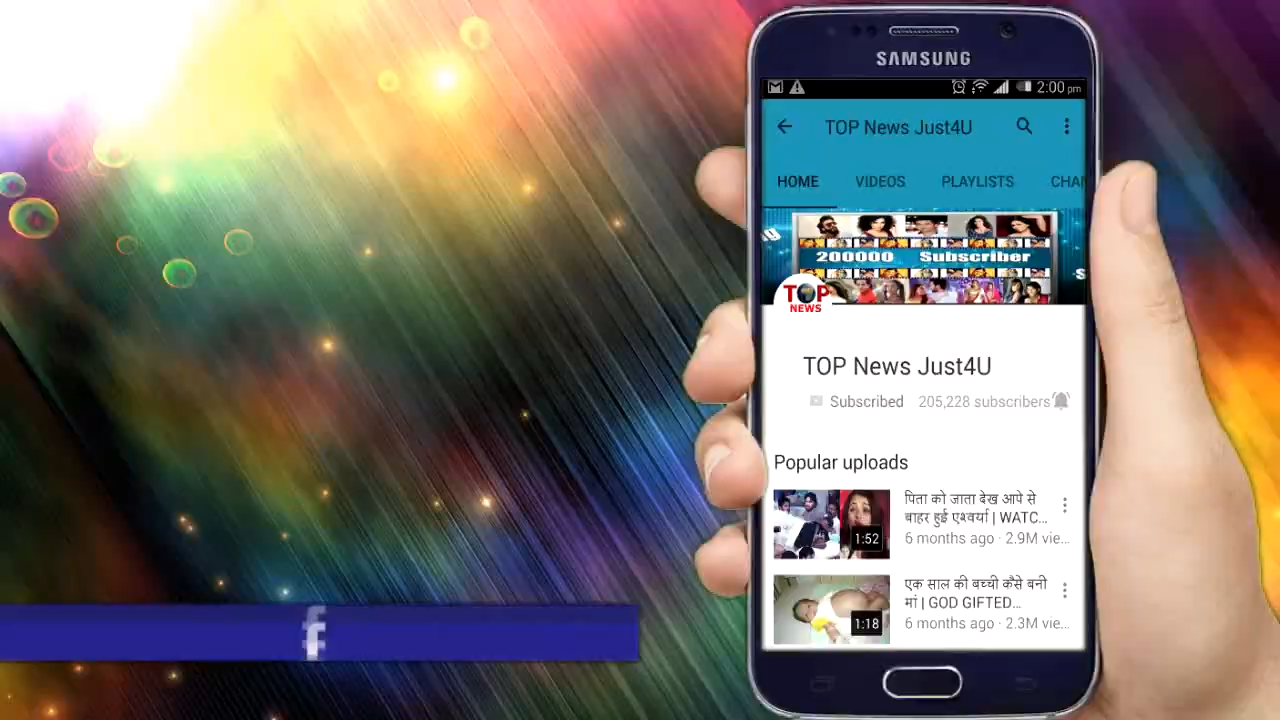 SAMSUNG
2:00 pm
TOP News Just4U
HOME VIDEOS PLAYLISTS CHA
200000 Subscriber
TOP
NEWS
TOP News Just4U
Subscribed 205,228 subscribers
Popular uploads
पिता को जाता देख आपे से
बाहर हुई एश्वर्या | WATC...
6 months ago · 2.9M vie...
1:52
एक साल की बच्ची कैसे बनी
मां | GOD GIFTED...
6 months ago · 2.3M vie...
1:18
f